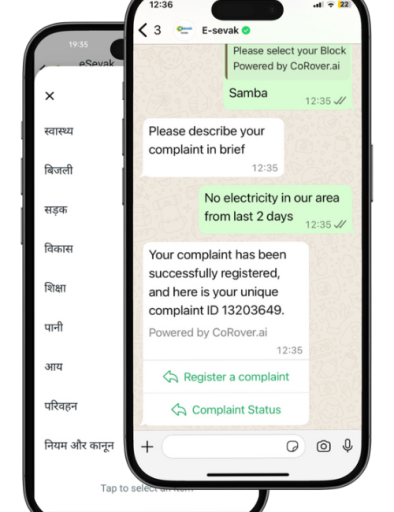 19:35
eSevak
×
स्वास्थ्य
बिजली
सड़क
विकास
शिक्षा
पानी
आय
परिवहन
नियम और कानून
Tap to select an item
12:36
22
3
E-sevak
Please select your Block
Powered by CoRover.ai
Samba
12:35
Please describe your
complaint in brief
12:35
No electricity in our area
from last 2 days
12:35
Your complaint has been
successfully registered,
and here is your unique
complaint ID 13203649.
Powered by CoRover.ai
12:35
Register a complaint
Complaint Status